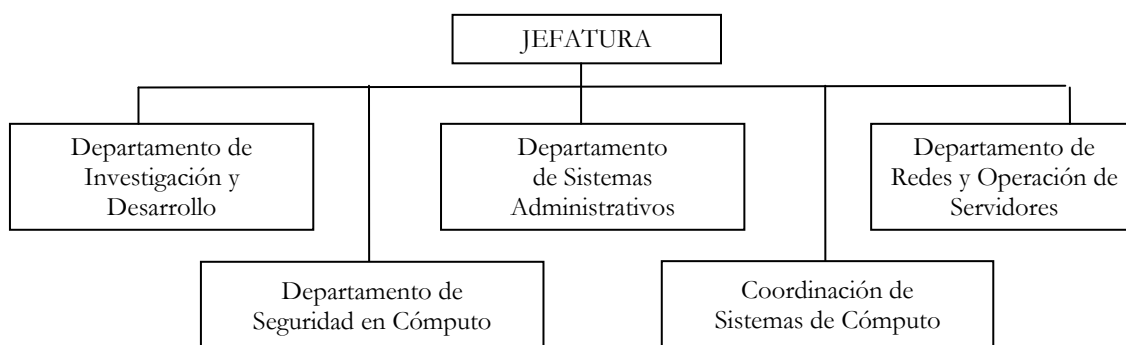 JEFATURA
Departamento de
Investigación y
Desarrollo
Departamento
de Sistemas
Administrativos
Departamento de
Redes y Operación de
Servidores
Departamento de
Seguridad en Cómputo
Coordinación de
Sistemas de Cómputo